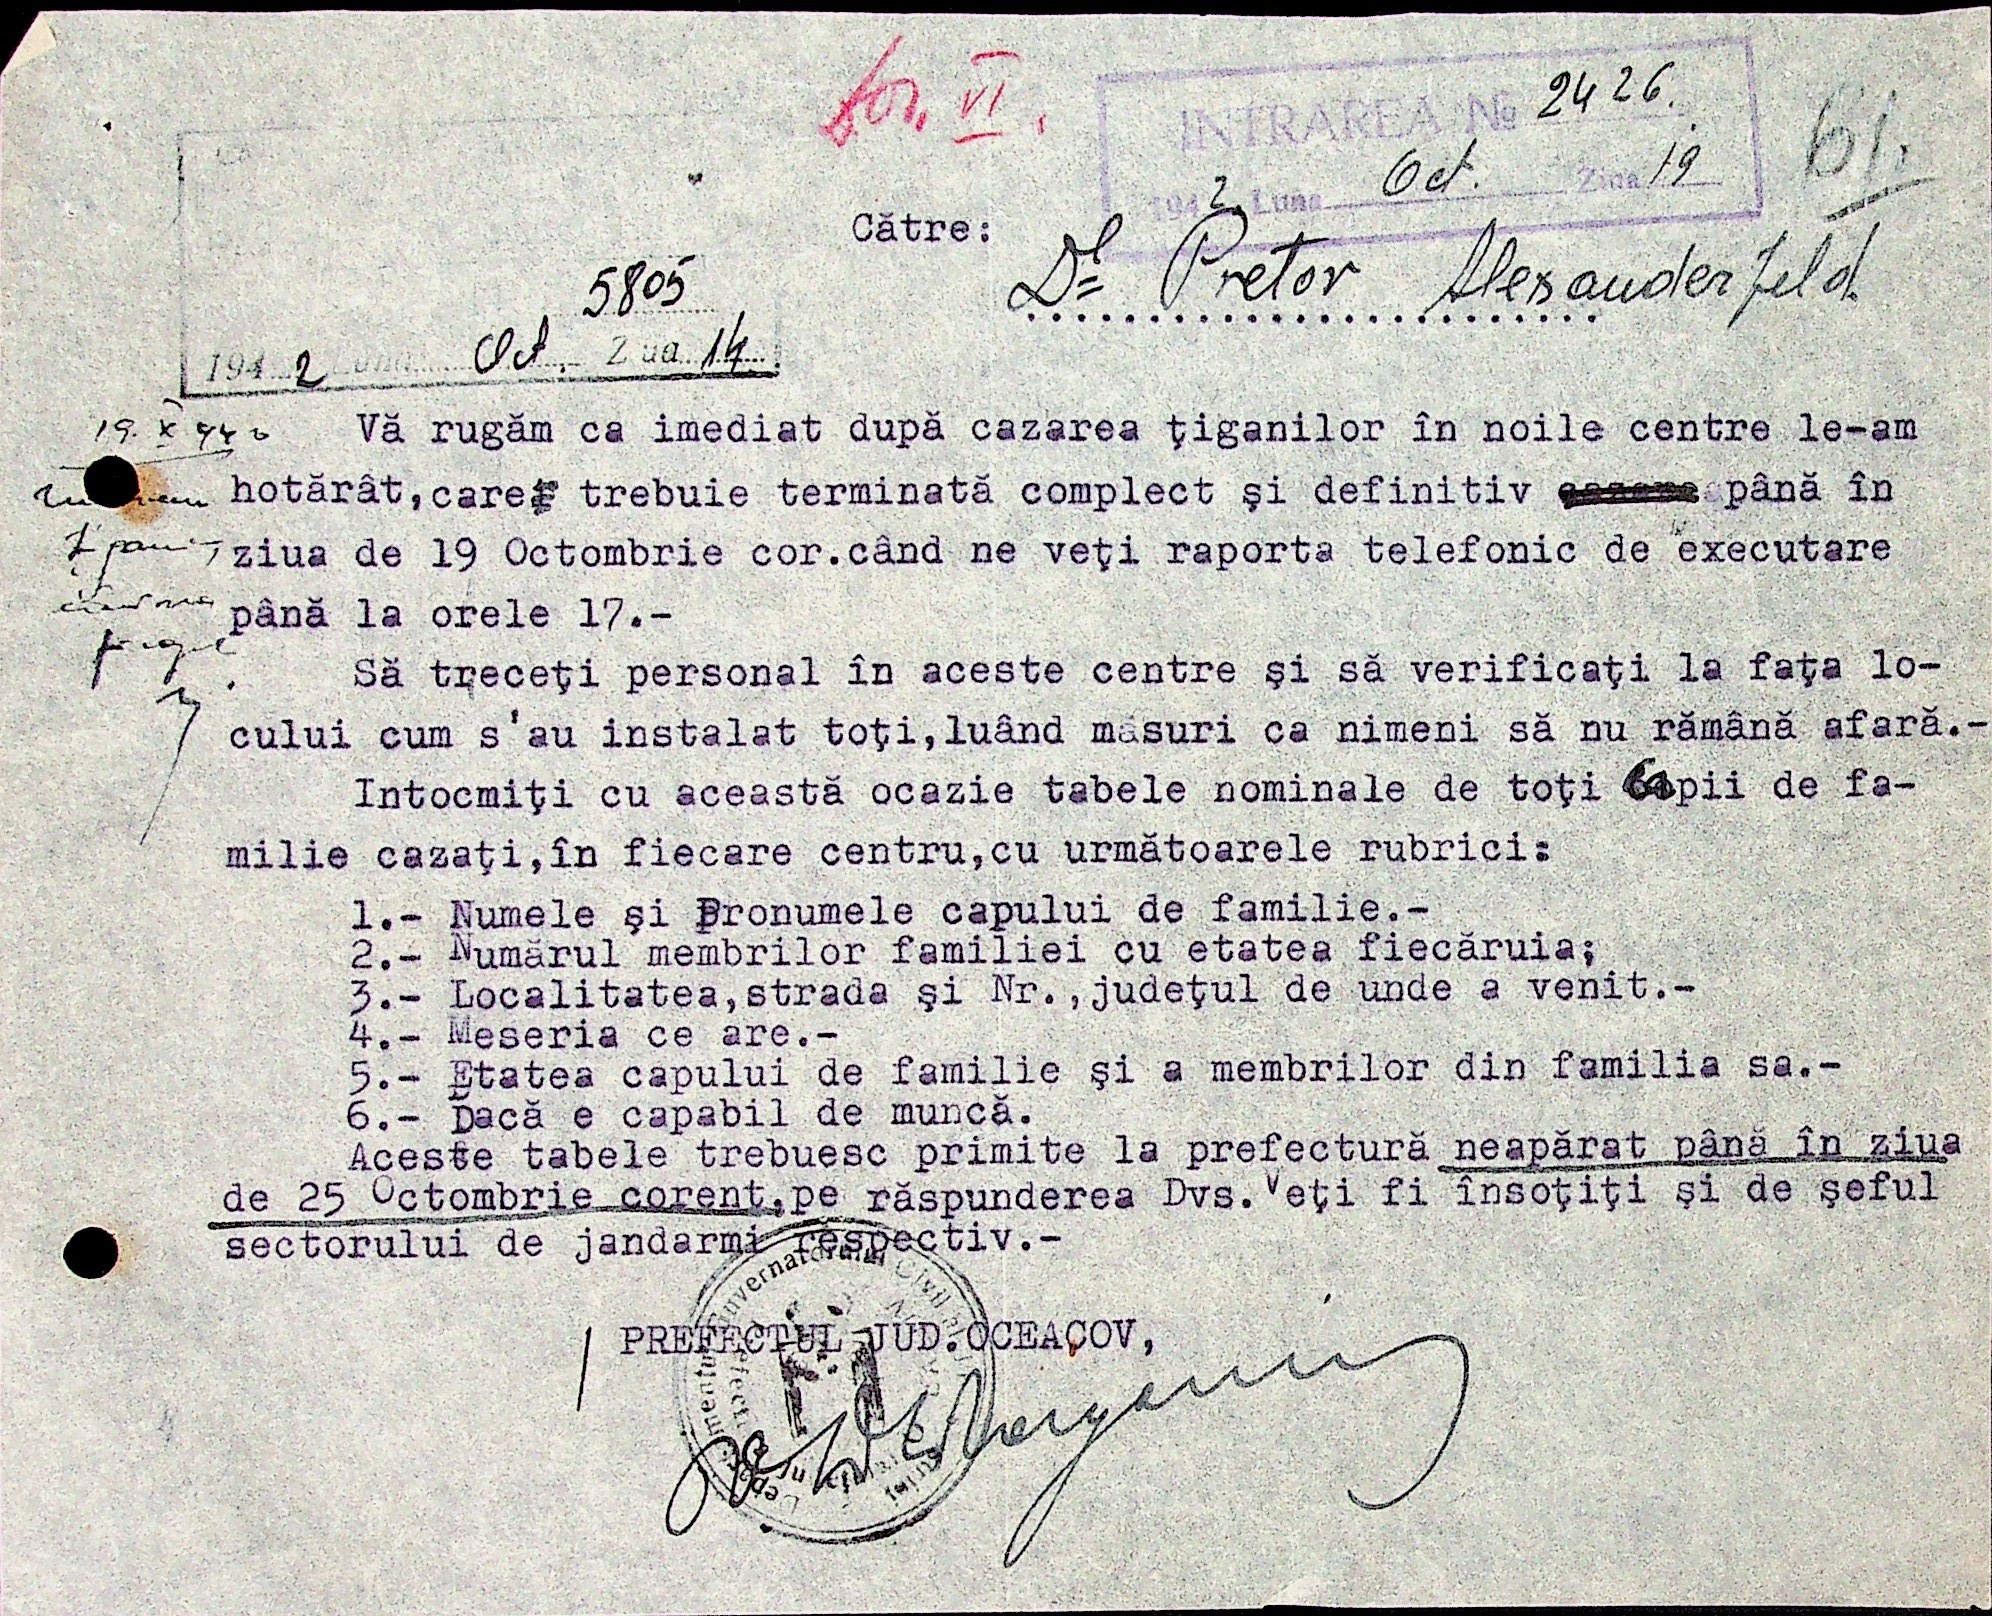 VI.
INTRAREA № 2426.
1942 Luna Oct. Ziua 19
61.
Către:
Dl Pretor Alexanderfeld.
5805
1942 Luna Oct. Ziua 14.
19. X 942
Vă rugăm ca imediat după cazarea ţiganilor în noile centre le-am
hotărât, care trebuie terminată complect şi definitiv până în
ziua de 19 Octombrie cor.când ne veţi raporta telefonic de executare
până la orele 17.-
Să treceţi personal în aceste centre şi să verificaţi la faţa lo-
cului cum s'au instalat toţi,luând măsuri ca nimeni să nu rămână afară.-
Intocmiţi cu această ocazie tabele nominale de toţi capii de fa-
milie cazaţi,în fiecare centru,cu următoarele rubrici:
1.- Numele şi Pronumele capului de familie.-
2.- Numărul membrilor familiei cu etatea fiecăruia;
3.- Localitatea,strada şi Nr.,judeţul de unde a venit.-
4.- Meseria ce are.-
5.- Etatea capului de familie şi a membrilor din familia sa.-
6.- Dacă e capabil de muncă.
Aceste tabele trebuesc primite la prefectură neapărat până în ziua
de 25 Octombrie corent,pe răspunderea Dvs.Veţi fi însoţiţi şi de şeful
sectorului de jandarmi respectiv.-
PREFECTUL JUD.OCEACOV,
Guvernatorului Civil al